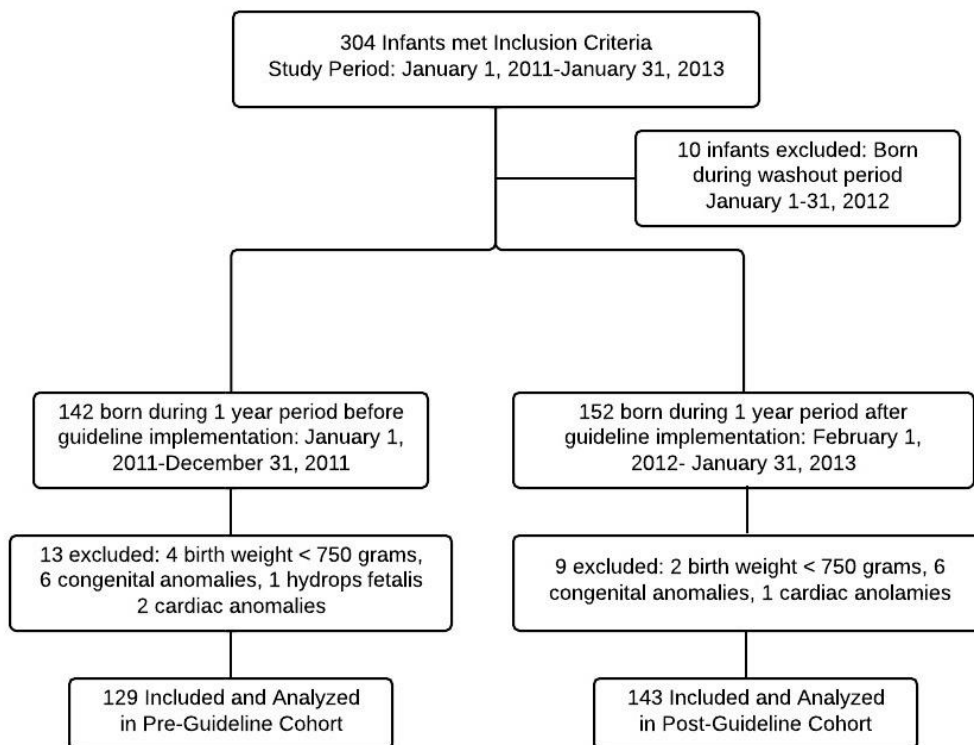 304 Infants met Inclusion Criteria
Study Period: January 1, 2011-January 31, 2013
10 infants excluded: Born
during washout period
January 1-31, 2012
142 born during 1 year period before
guideline implementation: January 1,
2011-December 31, 2011
152 born during 1 year period after
guideline implementation: February 1,
2012- January 31, 2013
13 excluded: 4 birth weight < 750 grams,
6 congenital anomalies, 1 hydrops fetalis
2 cardiac anomalies
9 excluded: 2 birth weight < 750 grams, 6
congenital anomalies, 1 cardiac anolamies
129 Included and Analyzed
in Pre-Guideline Cohort
143 Included and Analyzed
in Post-Guideline Cohort